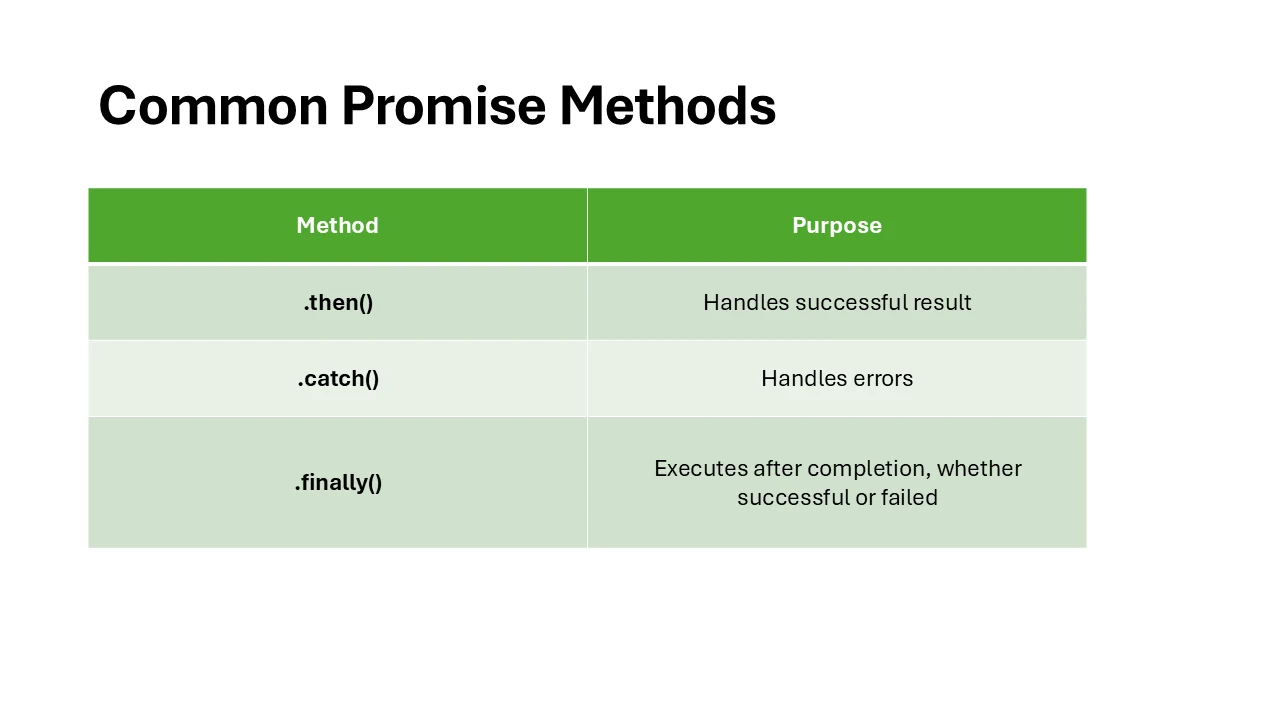 Common Promise Methods
Method
Purpose
.then()
Handles successful result
.catch()
Handles errors
.finally()
Executes after completion, whether
successful or failed